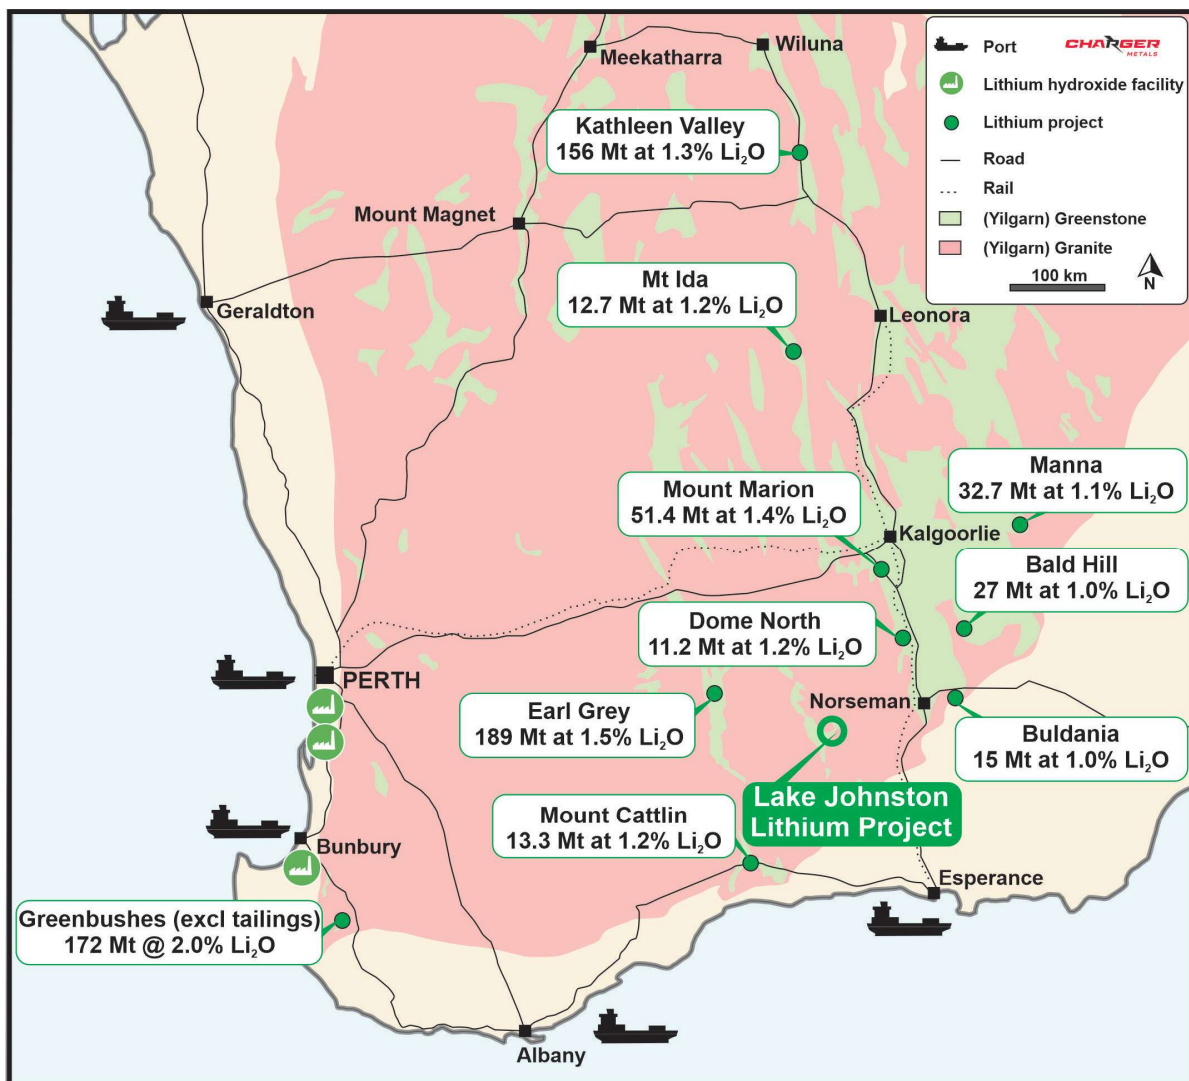 Meekatharra
Wiluna
Port
CHARGER
METALS
Lithium hydroxide facility
Lithium project
Road
Rail
(Yilgarn) Greenstone
(Yilgarn) Granite
100 km
N
Kathleen Valley
156 Mt at 1.3% Li₂O
Mount Magnet
Mt Ida
12.7 Mt at 1.2% Li₂O
Geraldton
Leonora
Manna
32.7 Mt at 1.1% Li₂O
Mount Marion
51.4 Mt at 1.4% Li₂O
Kalgoorlie
Bald Hill
27 Mt at 1.0% Li₂O
Dome North
11.2 Mt at 1.2% Li₂O
PERTH
Norseman
Earl Grey
189 Mt at 1.5% Li₂O
Buldania
15 Mt at 1.0% Li₂O
Lake Johnston
Lithium Project
Mount Cattlin
13.3 Mt at 1.2% Li₂O
Bunbury
Esperance
Greenbushes (excl tailings)
172 Mt @ 2.0% Li₂O
Albany